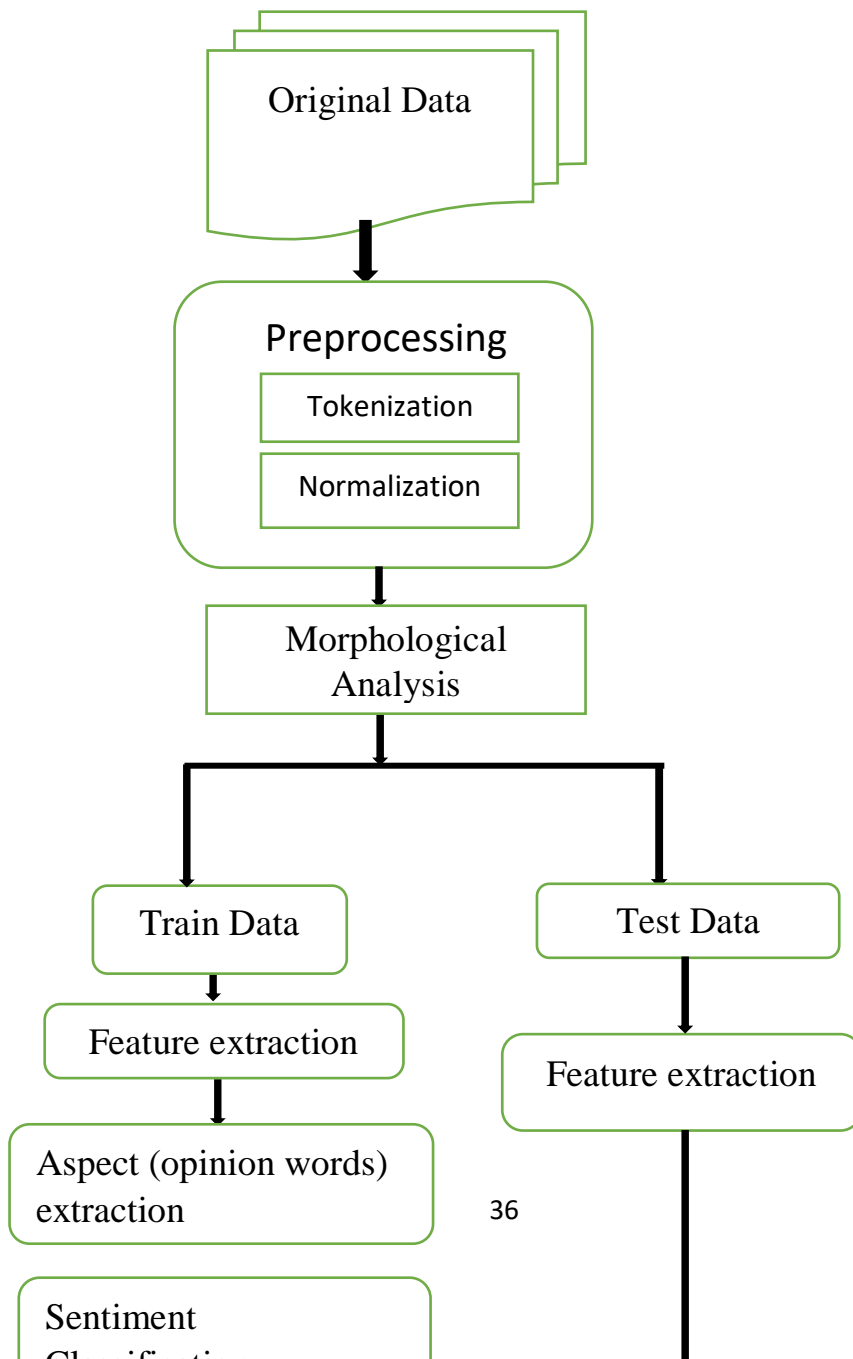 Original Data
Preprocessing
Tokenization
Normalization
Morphological
Analysis
Train Data
Test Data
Feature extraction
Feature extraction
Aspect (opinion words)
extraction
36
Sentiment